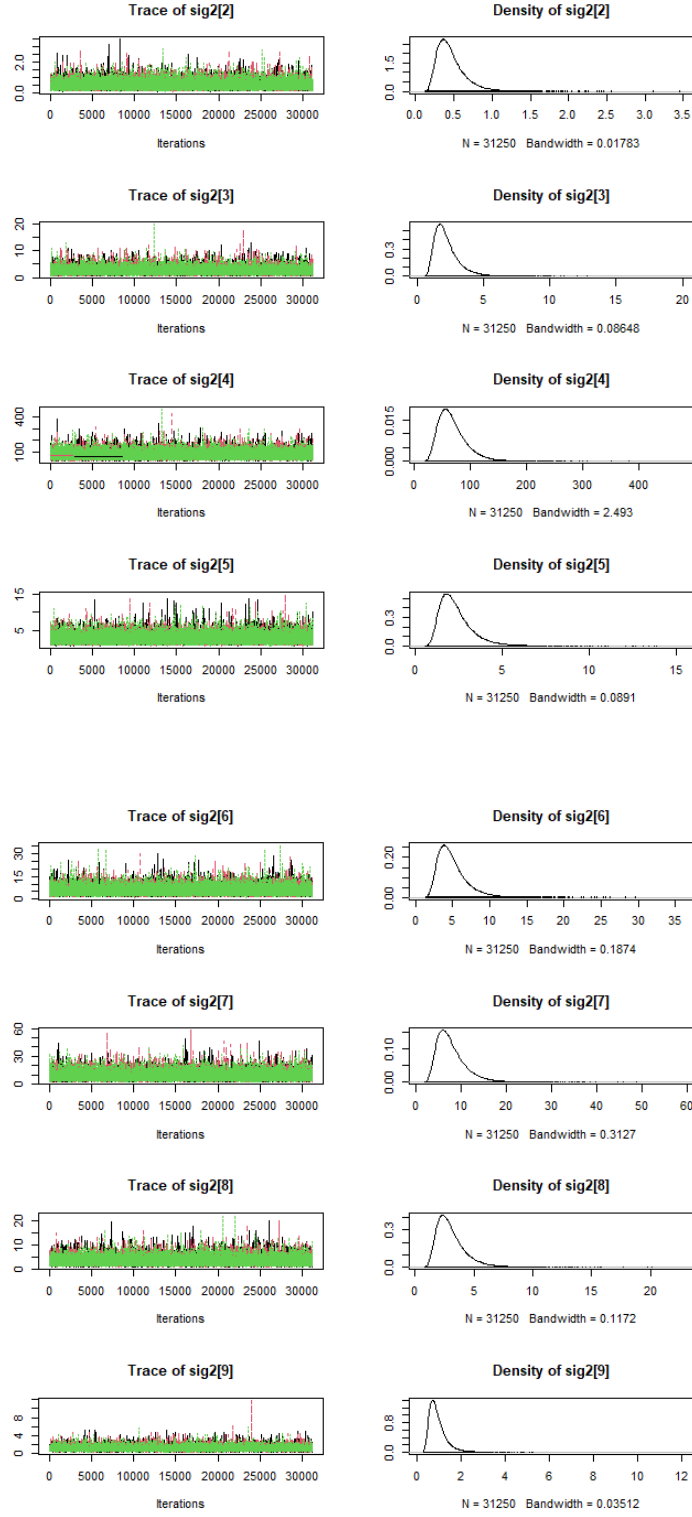 Trace of sig2[2]
Density of sig2[2]
0.0 2.0
0 5000 10000 15000 20000 25000 30000
Iterations
0.0 1.5
0.0 0.5 1.0 1.5 2.0 2.5 3.0 3.5
N = 31250 Bandwidth = 0.01783
Trace of sig2[3]
Density of sig2[3]
0 5 10 20
0 5000 10000 15000 20000 25000 30000
Iterations
0.0 0.3
0 5 10 15 20
N = 31250 Bandwidth = 0.08648
Trace of sig2[4]
Density of sig2[4]
100 400
0 5000 10000 15000 20000 25000 30000
Iterations
0.000 0.015
0 100 200 300 400
N = 31250 Bandwidth = 2.493
Trace of sig2[5]
Density of sig2[5]
5 15
0 5000 10000 15000 20000 25000 30000
Iterations
0.0 0.3
0 5 10 15
N = 31250 Bandwidth = 0.0891
Trace of sig2[6]
Density of sig2[6]
0 15 30
0 5000 10000 15000 20000 25000 30000
Iterations
0.00 0.20
0 5 10 15 20 25 30 35
N = 31250 Bandwidth = 0.1874
Trace of sig2[7]
Density of sig2[7]
0 30 60
0 5000 10000 15000 20000 25000 30000
Iterations
0.00 0.10
0 10 20 30 40 50 60
N = 31250 Bandwidth = 0.3127
Trace of sig2[8]
Density of sig2[8]
0 10 20
0 5000 10000 15000 20000 25000 30000
Iterations
0.0 0.3
0 5 10 15 20
N = 31250 Bandwidth = 0.1172
Trace of sig2[9]
Density of sig2[9]
0 4 8
0 5000 10000 15000 20000 25000 30000
Iterations
0.0 0.8
0 2 4 6 8 10 12
N = 31250 Bandwidth = 0.03512